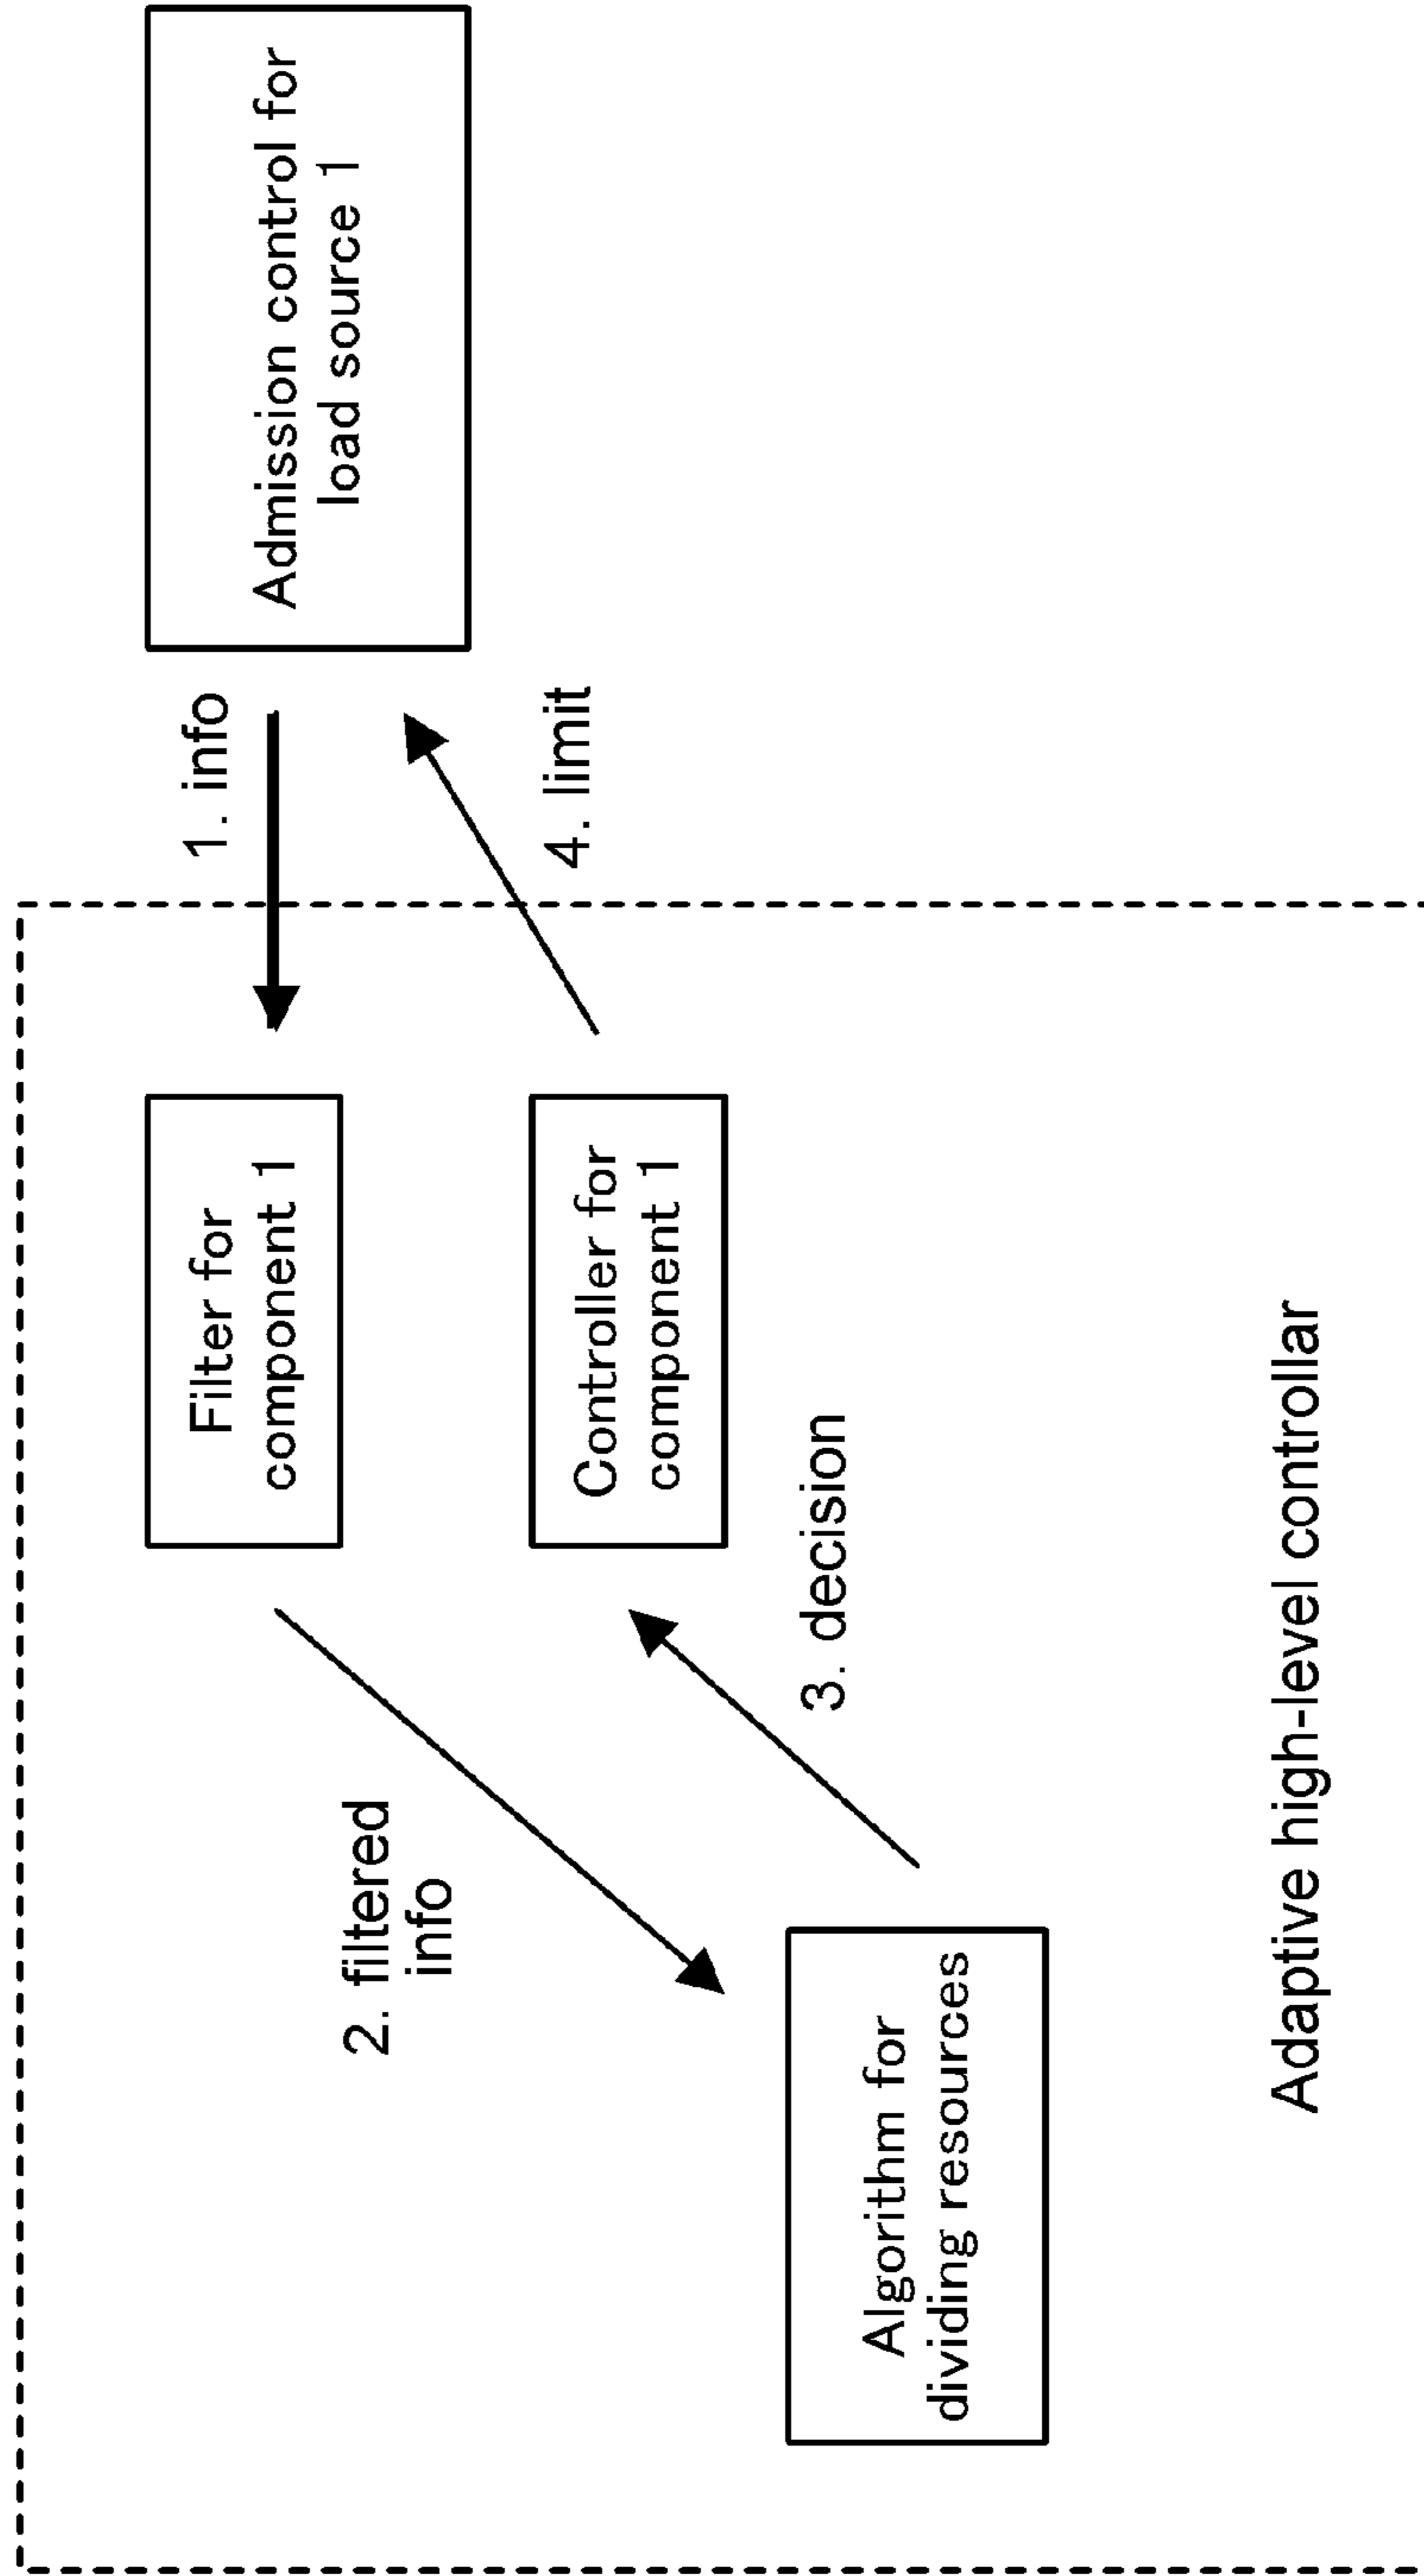 Admission control for
load source 1
1. info
4. limit
Filter for
component 1
Controller for
component 1
2. filtered
info
3. decision
Algorithm for
dividing resources
Adaptive high-level controllar